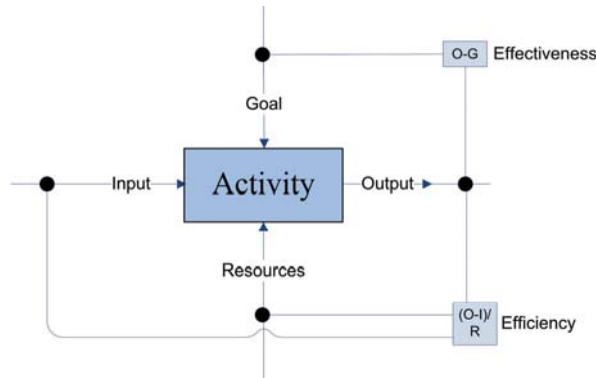 O-G
Effectiveness
Goal
Input
Activity
Output
Resources
(O-I)/
R
Efficiency